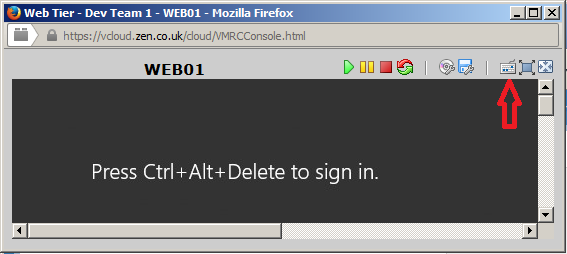 Web Tier - Dev Team 1 - WEB01 - Mozilla Firefox
https://vcloud.zen.co.uk/cloud/VMRCConsole.html
WEB01
Press Ctrl+Alt+Delete to sign in.